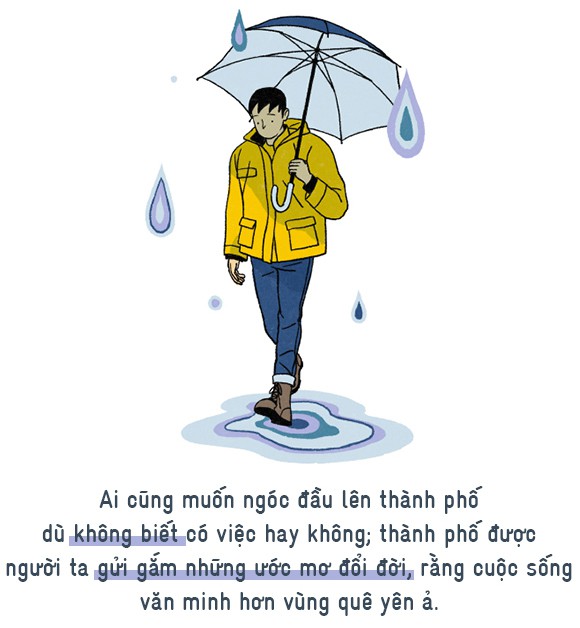 Ai cũng muốn ngóc đầu lên thành phố
dù không biết có việc hay không; thành phố được
người ta gửi gắm những ước mơ đổi đời, rằng cuộc sống
văn minh hơn vùng quê yên ả.